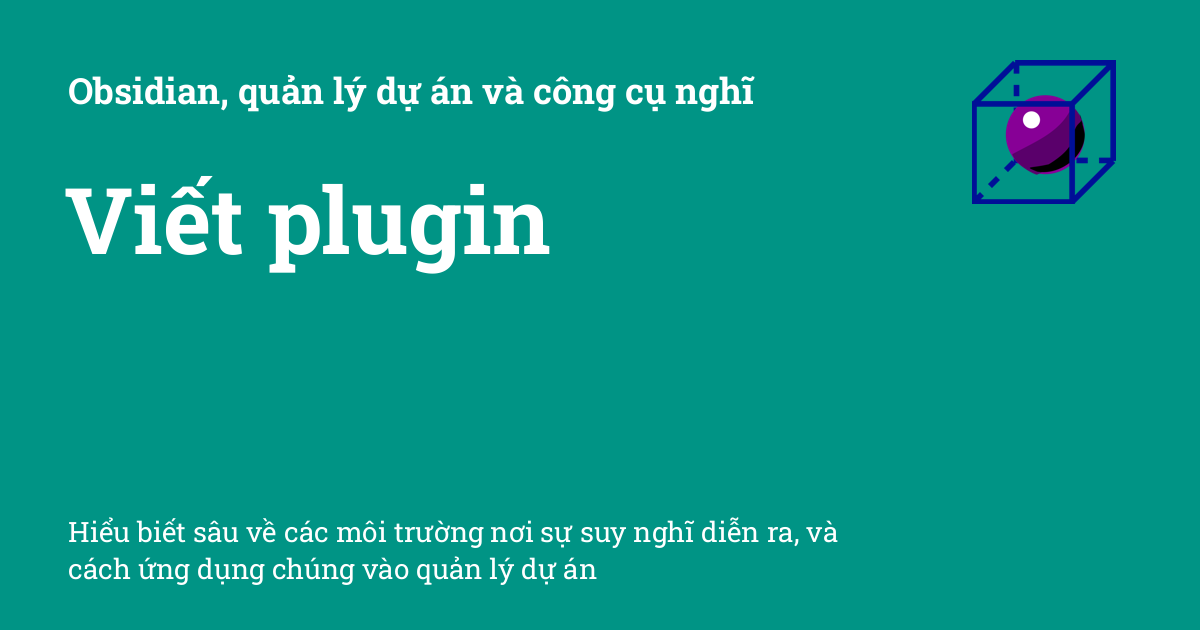 Obsidian, quản lý dự án và công cụ nghĩ
Viết plugin
Hiểu biết sâu về các môi trường nơi sự suy nghĩ diễn ra, và
cách ứng dụng chúng vào quản lý dự án